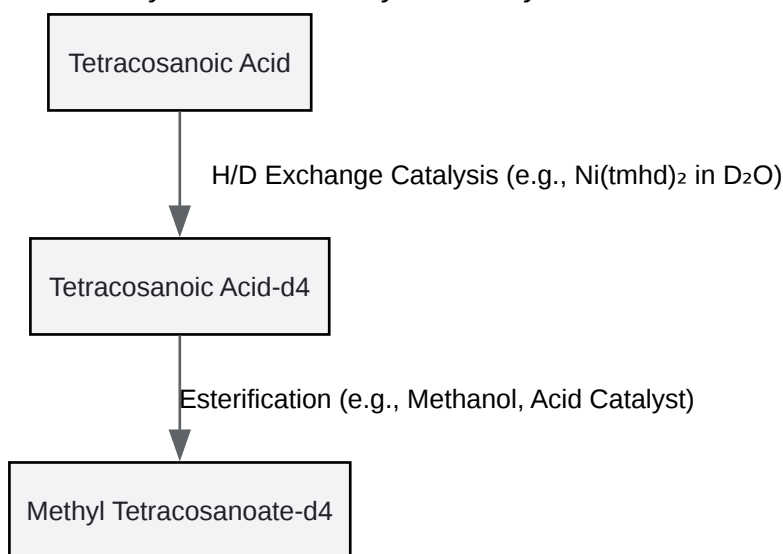 Tetracosanoic Acid
H/D Exchange Catalysis (e.g., Ni(tmhd)₂ in D₂O)
Tetracosanoic Acid-d4
Esterification (e.g., Methanol, Acid Catalyst)
Methyl Tetracosanoate-d4